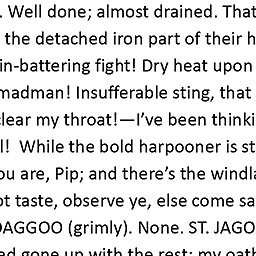 . Well done; almost drained. That
the detached iron part of their h
in-battering fight! Dry heat upon
madman! Insufferable sting, that
clear my throat!—I’ve been thinki
l! While the bold harpooner is st
ou are, Pip; and there’s the windla
ot taste, observe ye, else come sa
DAGGOO (grimly). None. ST. JAGO
ed gone up with the rest; my oath